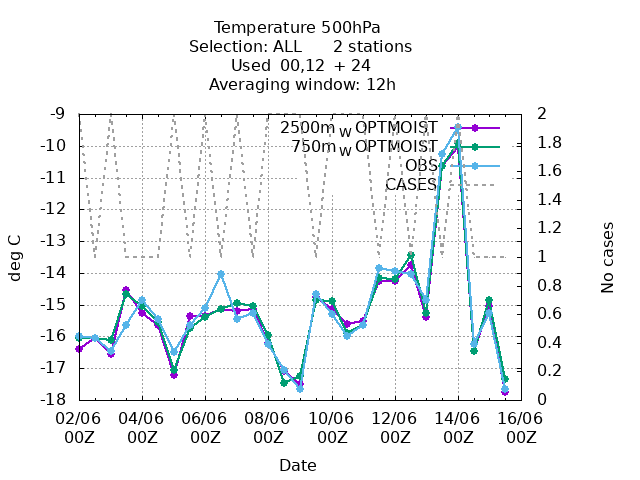 Temperature 500hPa
Selection: ALL 2 stations
Used 00,12 + 24
Averaging window: 12h
2500m_W OPTMOIST
750m_W OPTMOIST
OBS
CASES
-9
-10
-11
-12
-13
-14
-15
-16
-17
-18
2
1.8
1.6
1.4
1.2
1
0.8
0.6
0.4
0.2
0
deg C
No cases
02/06 04/06 06/06 08/06 10/06 12/06 14/06 16/06
00Z 00Z 00Z 00Z 00Z 00Z 00Z 00Z
Date